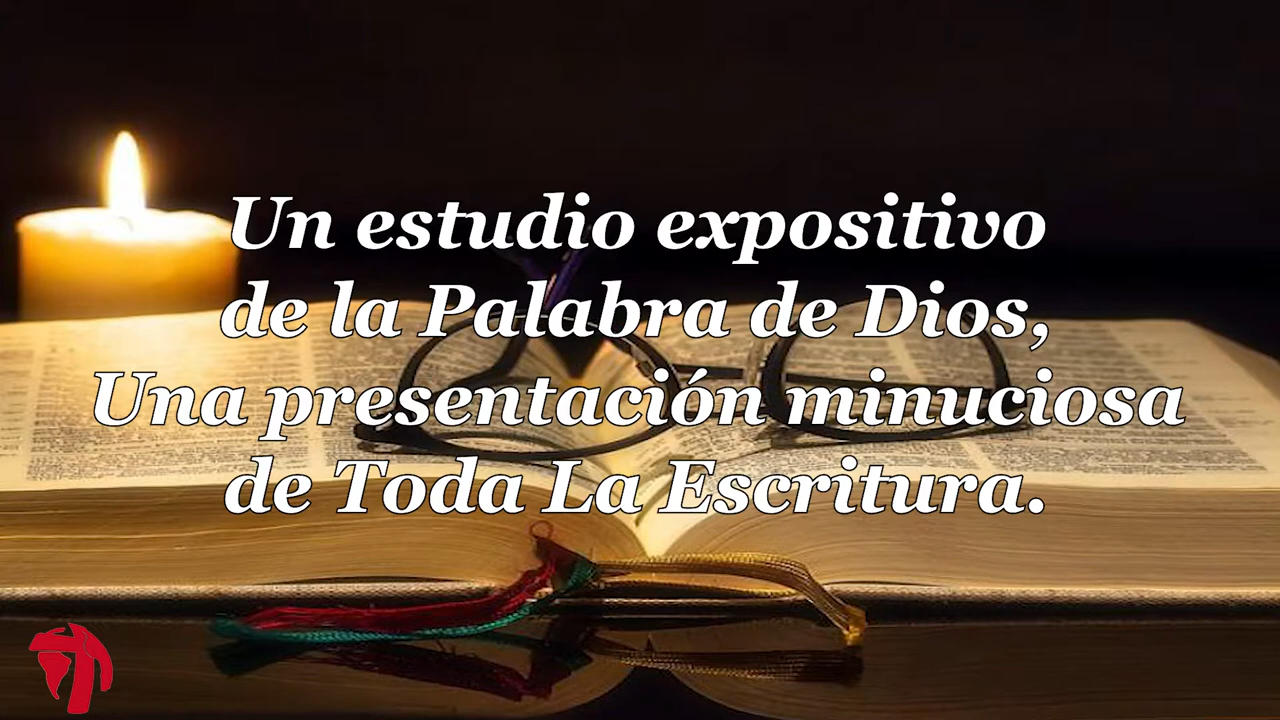 Un estudio expositivo
de la Palabra de Dios,
Una presentación minuciosa
de Toda La Escritura.